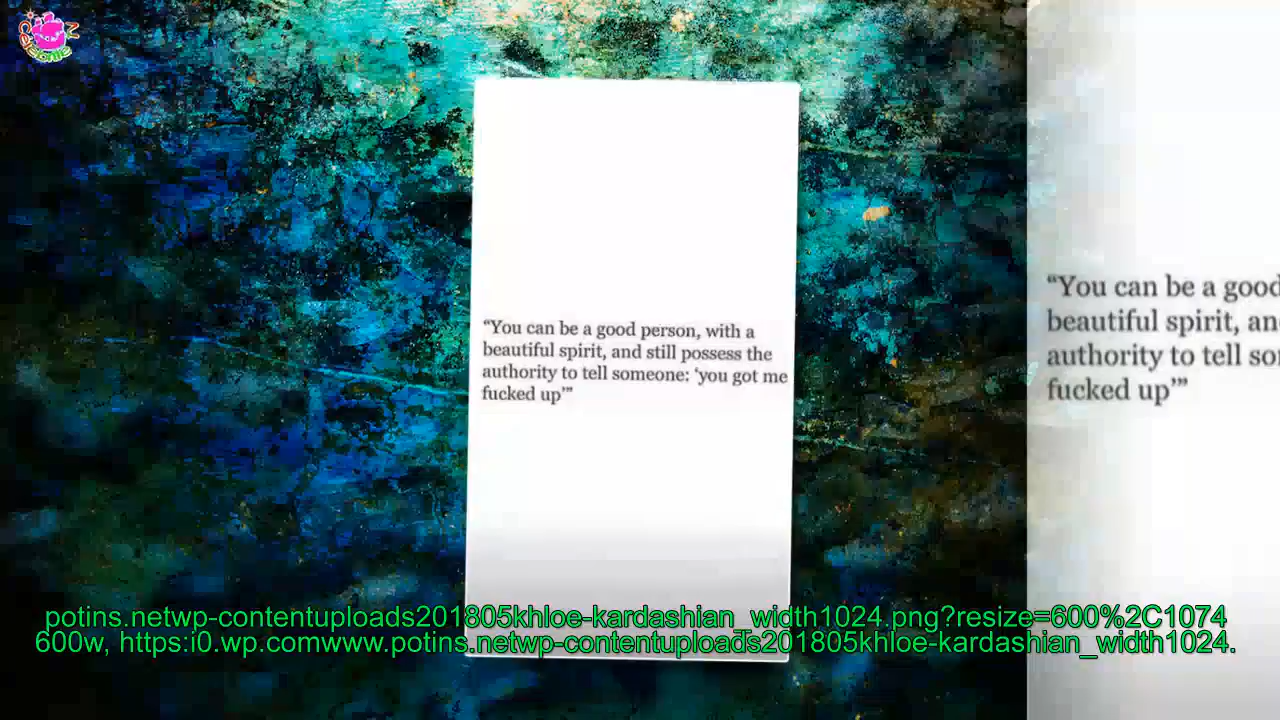 “You can be a good person, with a
beautiful spirit, and still possess the
authority to tell someone: ‘you got me
fucked up’”
“You can be a good
beautiful spirit, an
authority to tell so
fucked up’”
potins.netwp-contentuploads201805khloe-kardashian_width1024.png?resize=600%2C1074
600w, https:i0.wp.comwww.potins.netwp-contentuploads201805khloe-kardashian_width1024.